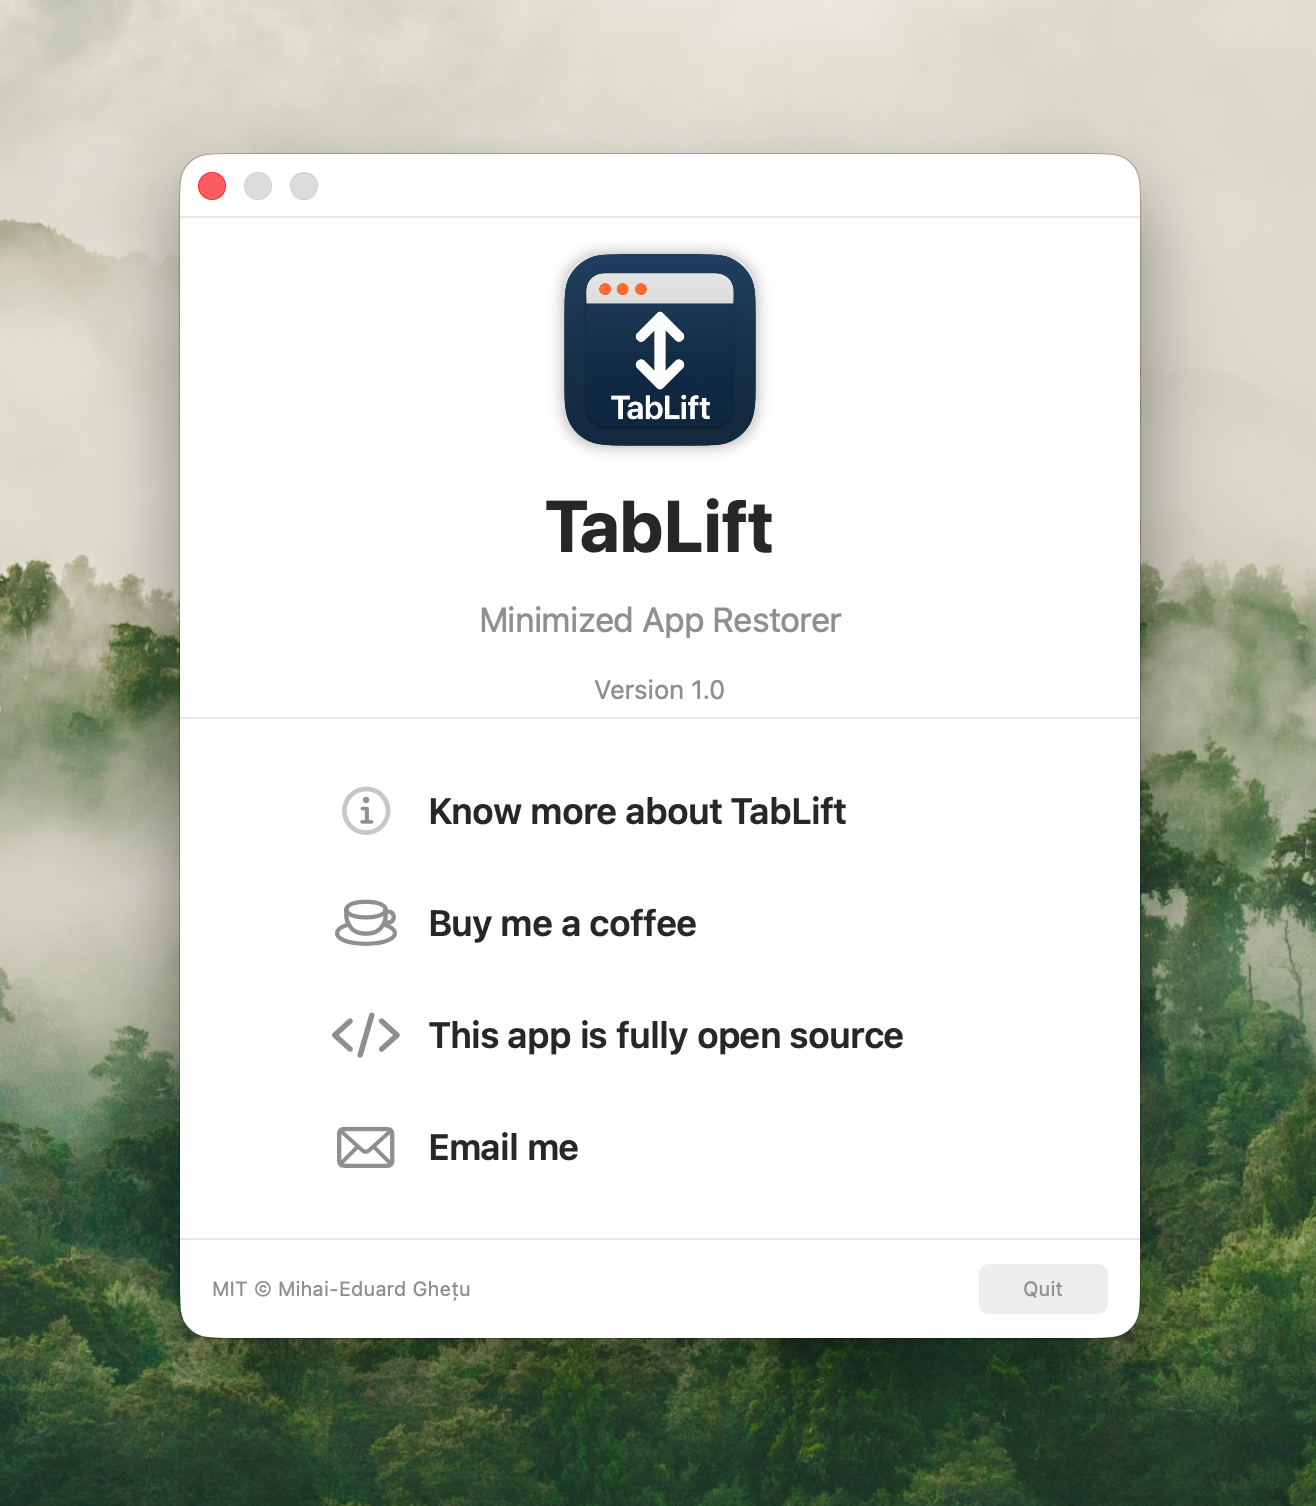 TabLift
TabLift
Minimized App Restorer
Version 1.0
Know more about TabLift
Buy me a coffee
This app is fully open source
Email me
MIT © Mihai-Eduard Ghețu
Quit